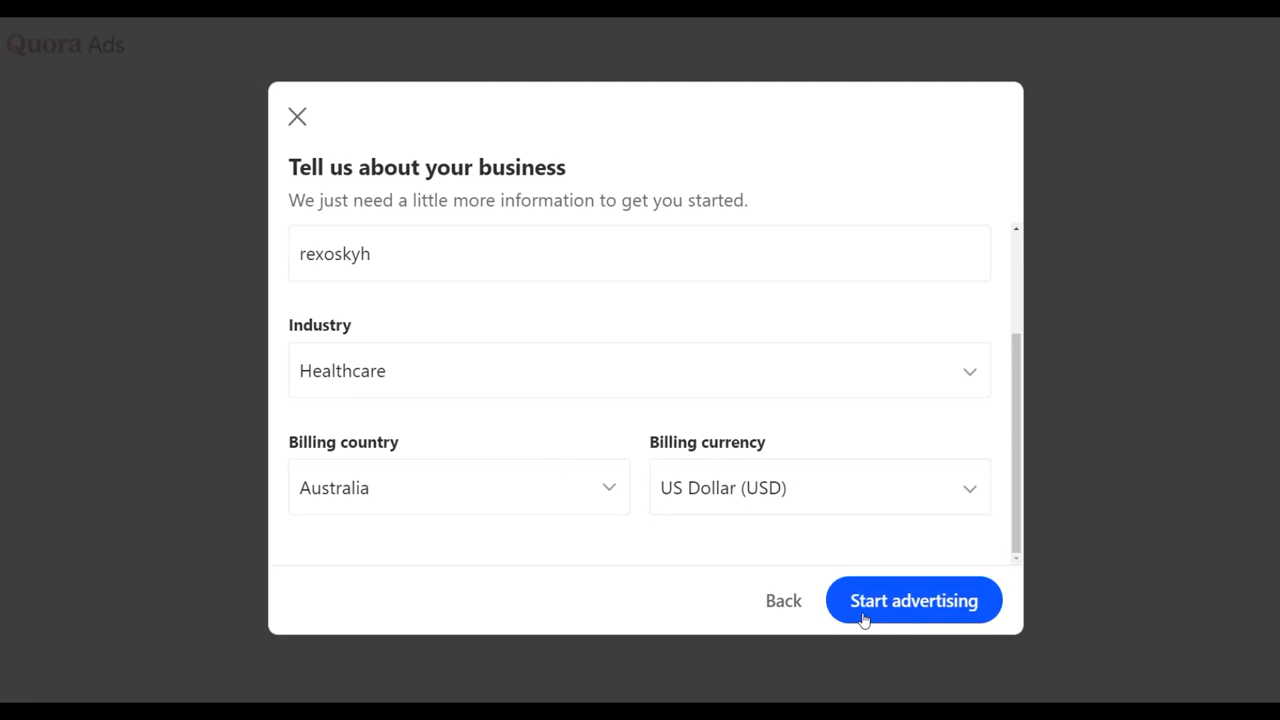 Quora Ads
Tell us about your business
We just need a little more information to get you started.
rexoskyh
Industry
Healthcare
Billing country
Billing currency
Australia
US Dollar (USD)
Back
Start advertising